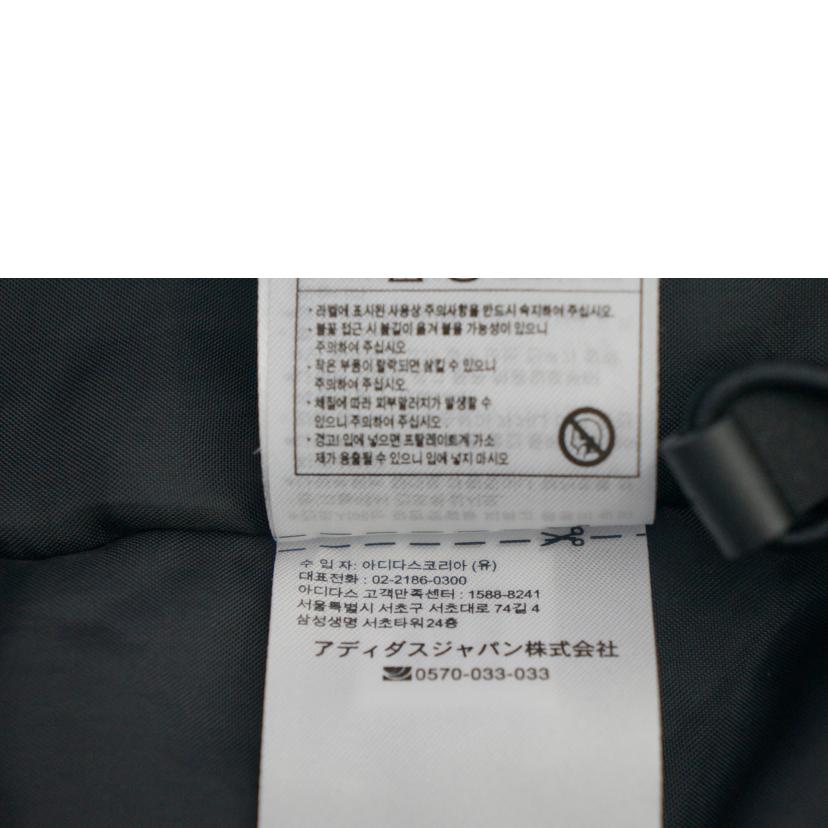 · 라벨에 표시된 사용상 주의사항을 반드시 숙지하여 주십시오.
· 불꽃 접근 시 불길이 옮겨 붙을 가능성이 있으니
주의하여 주십시오
· 작은 부품이 탈락되면 삼킬 수 있으니
주의하여 주십시오.
· 재질에 따라 피부알러지가 발생할 수
있으니 주의하여 주십시오
· 경고! 입에 넣으면 프탈레이트계 가소
제가 용출될 수 있으니 입에 넣지 마시오
수 입 자: 아디다스코리아 (유)
대표전화 : 02-2186-0300
아디다스 고객만족센터 : 1588-8241
서울특별시 서초구 서초대로 74길 4
삼성생명 서초타워 24층
アディダスジャパン株式会社
0570-033-033